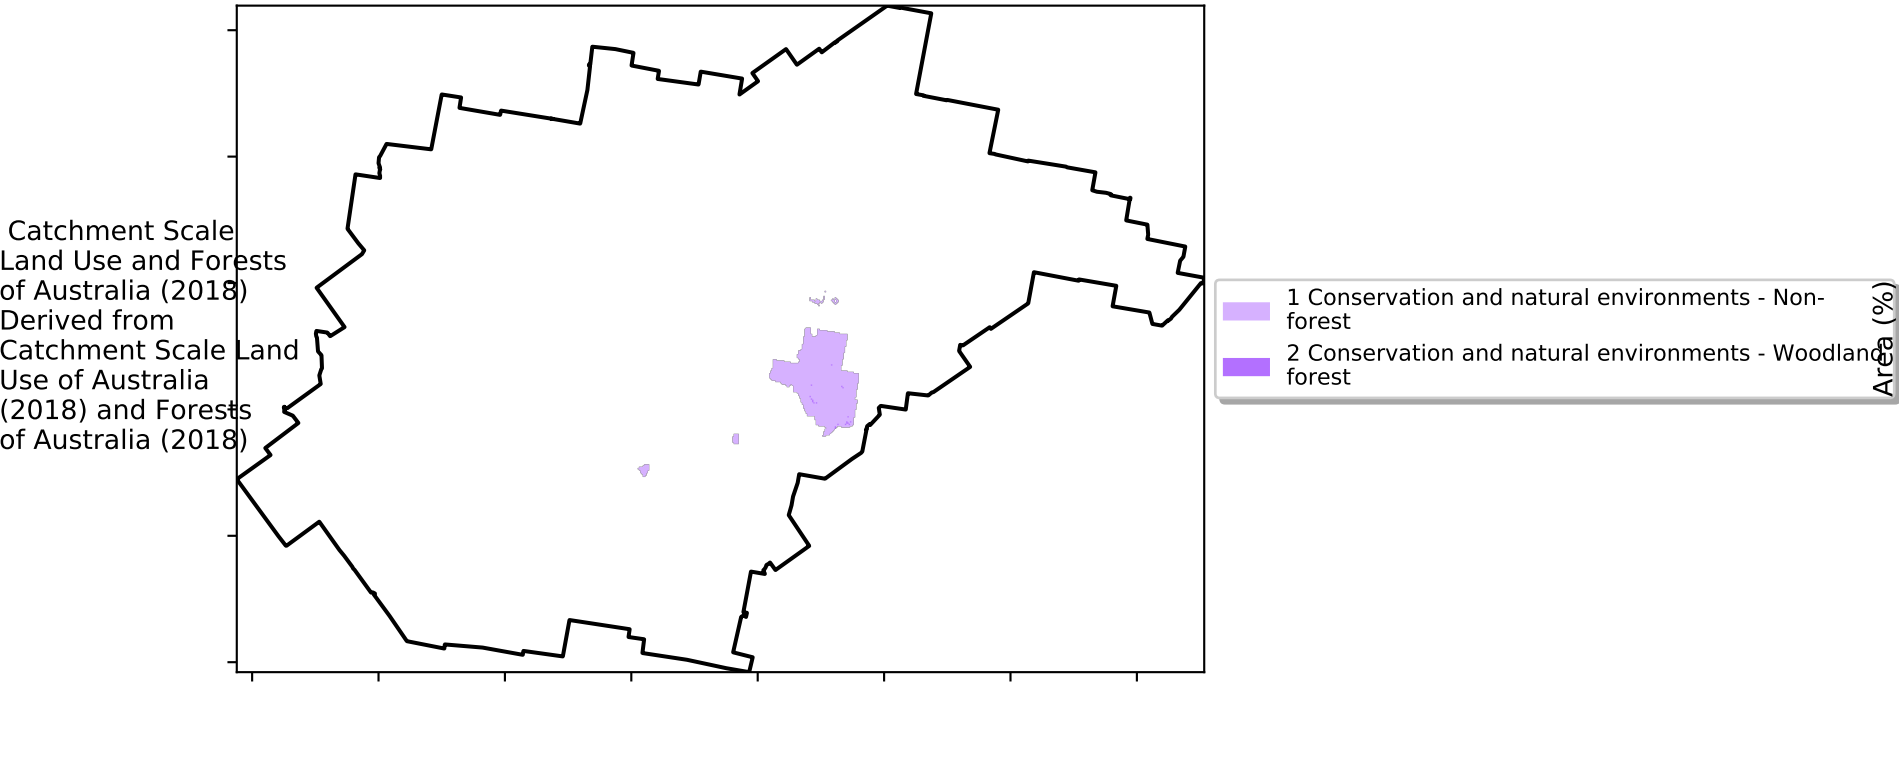 Catchment Scale
Land Use and Forests
of Australia (2018)
Derived from
Catchment Scale Land
Use of Australia
(2018) and Forests
of Australia (2018)
1 Conservation and natural environments - Non-
forest
2 Conservation and natural environments - Woodland
forest
Area (%)